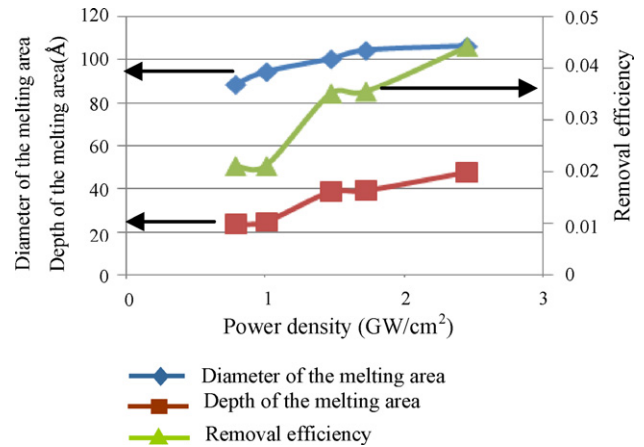 Diameter of the melting area
Depth of the melting area(Å)
120
100
80
60
40
20
0
0.05
0.04
0.03
0.02
0.01
0
Removal efficiency
0
1
2
3
Power density (GW/cm²)
Diameter of the melting area
Depth of the melting area
Removal efficiency